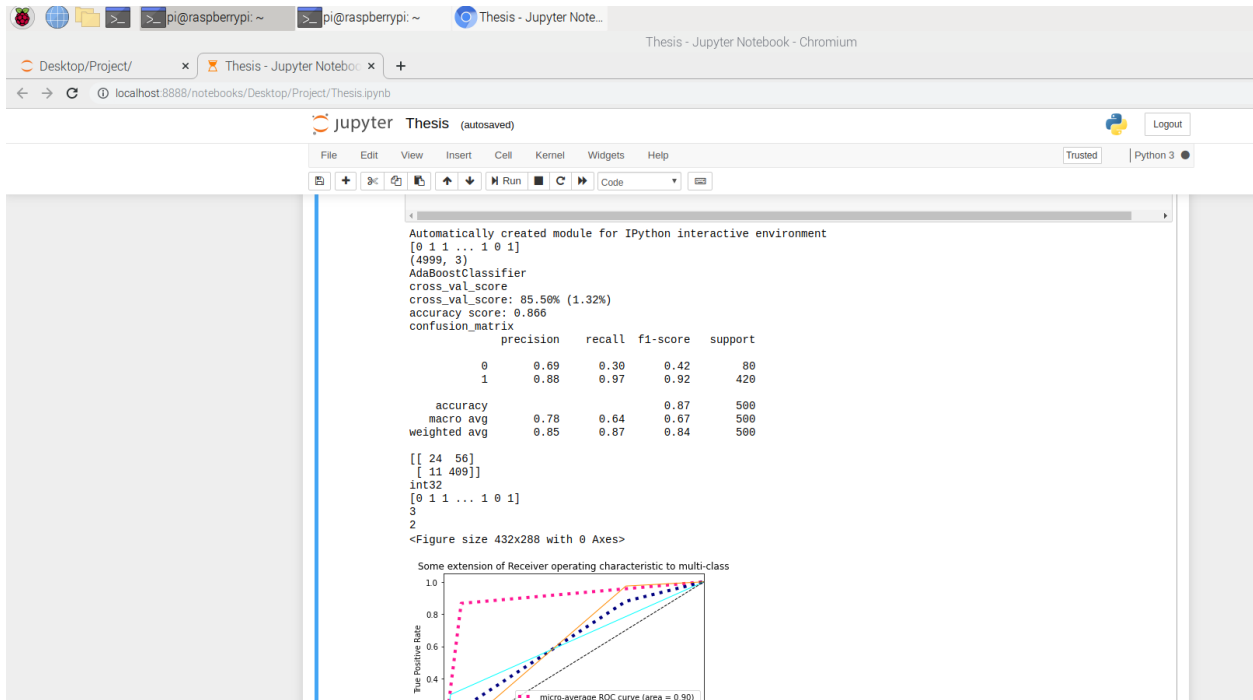 pi@raspberrypi: ~ pi@raspberrypi: ~ Thesis - Jupyter Note...
Thesis - Jupyter Notebook - Chromium
Desktop/Project/ × Thesis - Jupyter Noteboo × +
localhost:8888/notebooks/Desktop/Project/Thesis.ipynb
jupyter Thesis (autosaved) Logout
File Edit View Insert Cell Kernel Widgets Help Trusted Python 3
Run Code
Automatically created module for IPython interactive environment
[0 1 1 ... 1 0 1]
(4999, 3)
AdaBoostClassifier
cross_val_score
cross_val_score: 85.50% (1.32%)
accuracy score: 0.866
confusion_matrix
precision recall f1-score support
0 0.69 0.30 0.42 80
1 0.88 0.97 0.92 420
accuracy 0.87 500
macro avg 0.78 0.64 0.67 500
weighted avg 0.85 0.87 0.84 500
[[ 24 56]
[ 11 409]]
int32
[0 1 1 ... 1 0 1]
3
2
<Figure size 432x288 with 0 Axes>
Some extension of Receiver operating characteristic to multi-class
1.0
0.8
0.6
0.4
True Positive Rate
micro-average ROC curve (area = 0.90)